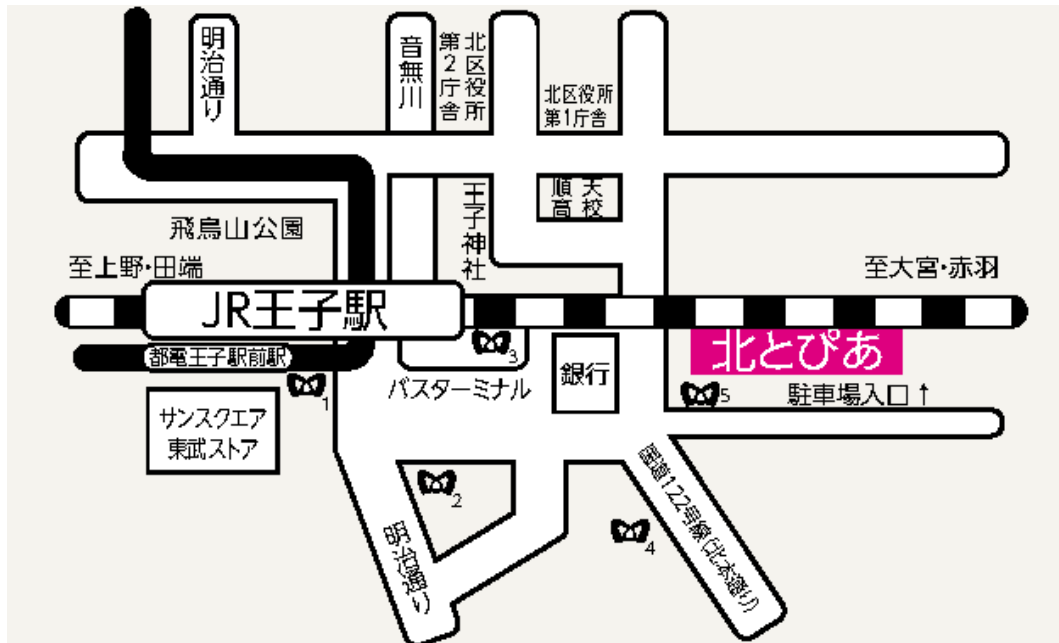 明治通り
音無川
北区役所
第2庁舎
北区役所
第1庁舎
順天
高校
王子神社
飛鳥山公園
至上野・田端
至大宮・赤羽
JR王子駅
北とぴあ
都電王子駅前駅
3
銀行
バスターミナル
1
5
駐車場入口↑
サンスクエア
東武ストア
2
4
国道122号線(北本通り)
明治通り